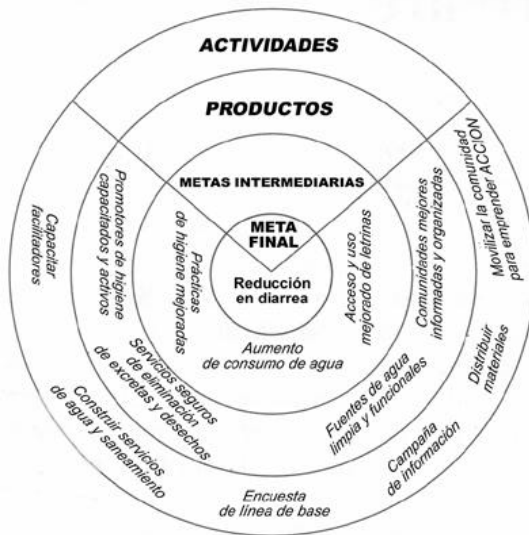 ACTIVIDADES
PRODUCTOS
METAS INTERMEDIARIAS
META
FINAL
Reducción
en diarrea
Prácticas
de higiene mejoradas
Aumento
de consumo de agua
Acceso y uso
mejorado de letrinas
Promotores de higiene
capacitados y activos
Servicios seguros
de eliminación
de excretas y desechos
Fuentes de agua
limpia y funcionales
Comunidades mejores
informadas y organizadas
Capacitar
facilitadores
Construir servicios
de agua y saneamiento
Encuesta
de línea de base
Campaña
de información
Distribuir
materiales
Movilizar la comunidad
para emprender ACCION